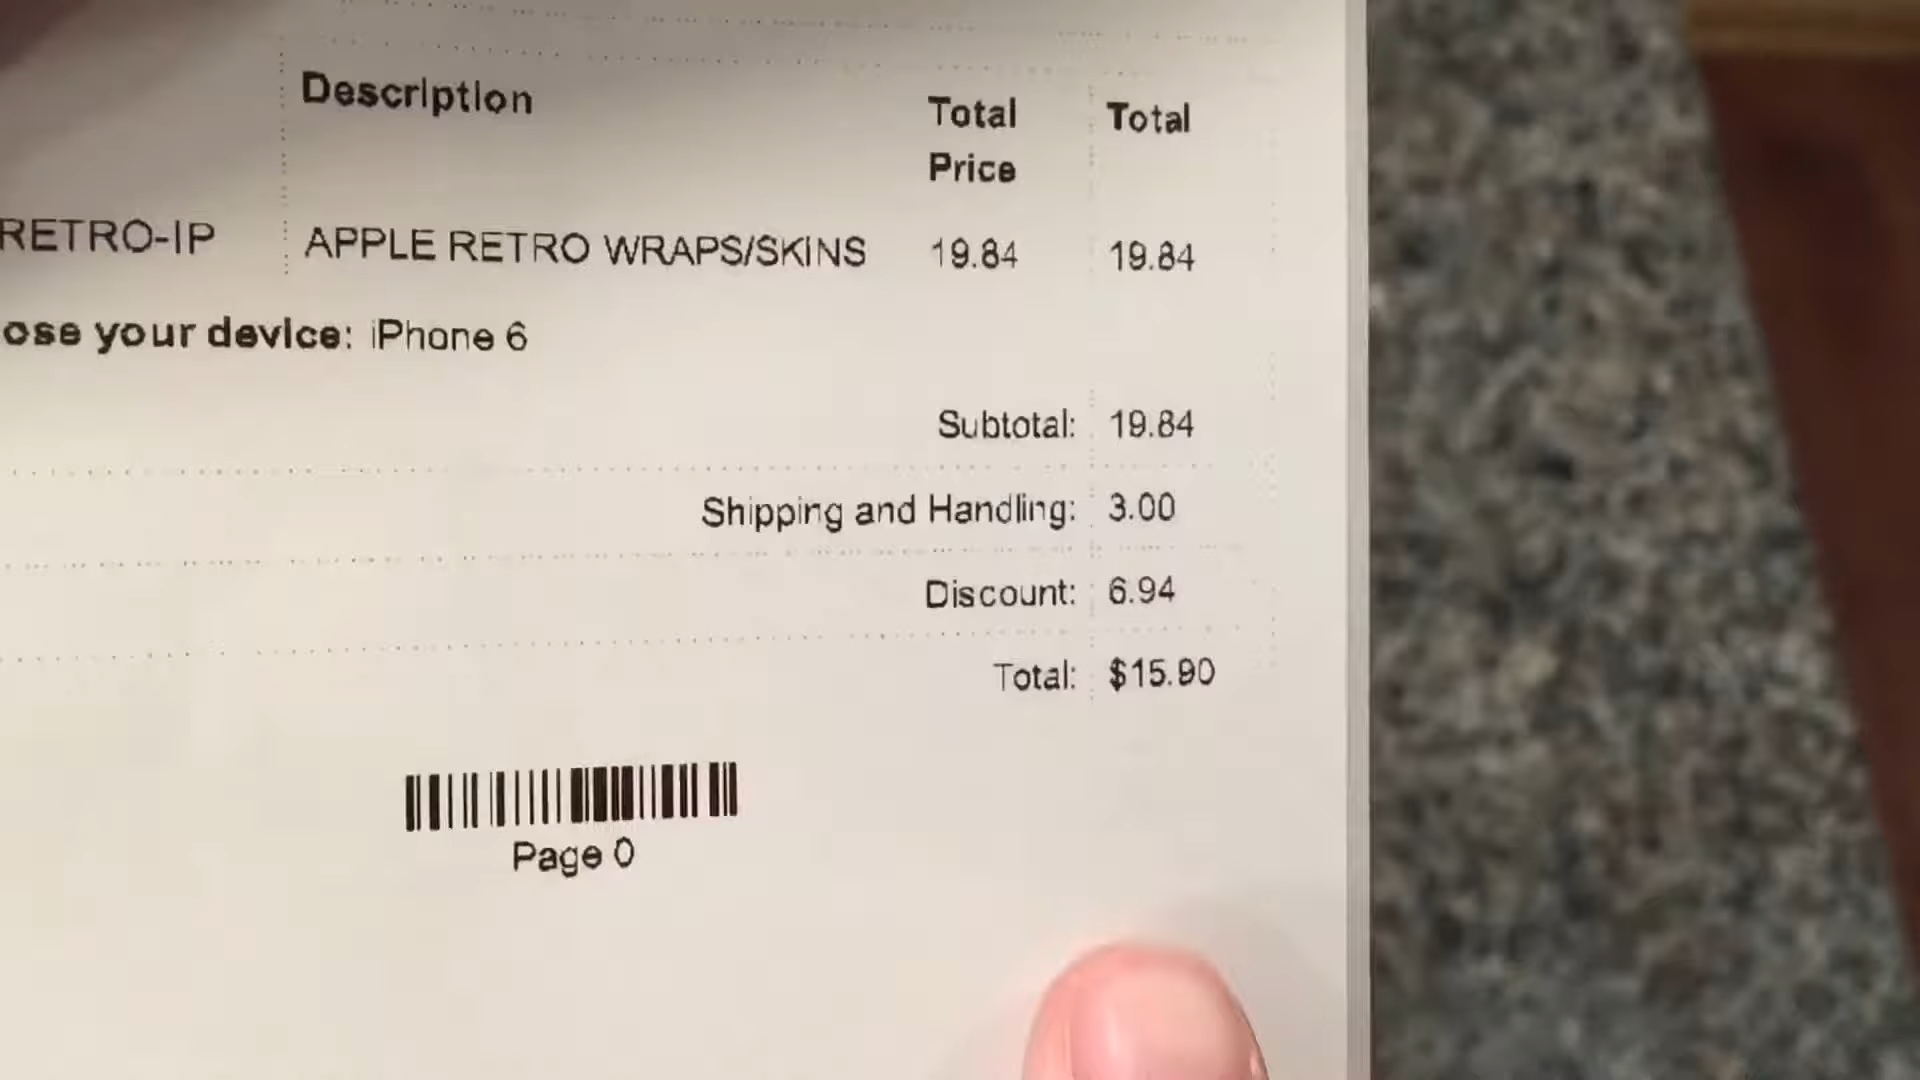 Description Total Price Total
RETRO-IP APPLE RETRO WRAPS/SKINS 19.84 19.84
ose your device: iPhone 6
Subtotal: 19.84
Shipping and Handling: 3.00
Discount: 6.94
Total: $15.90
Page 0